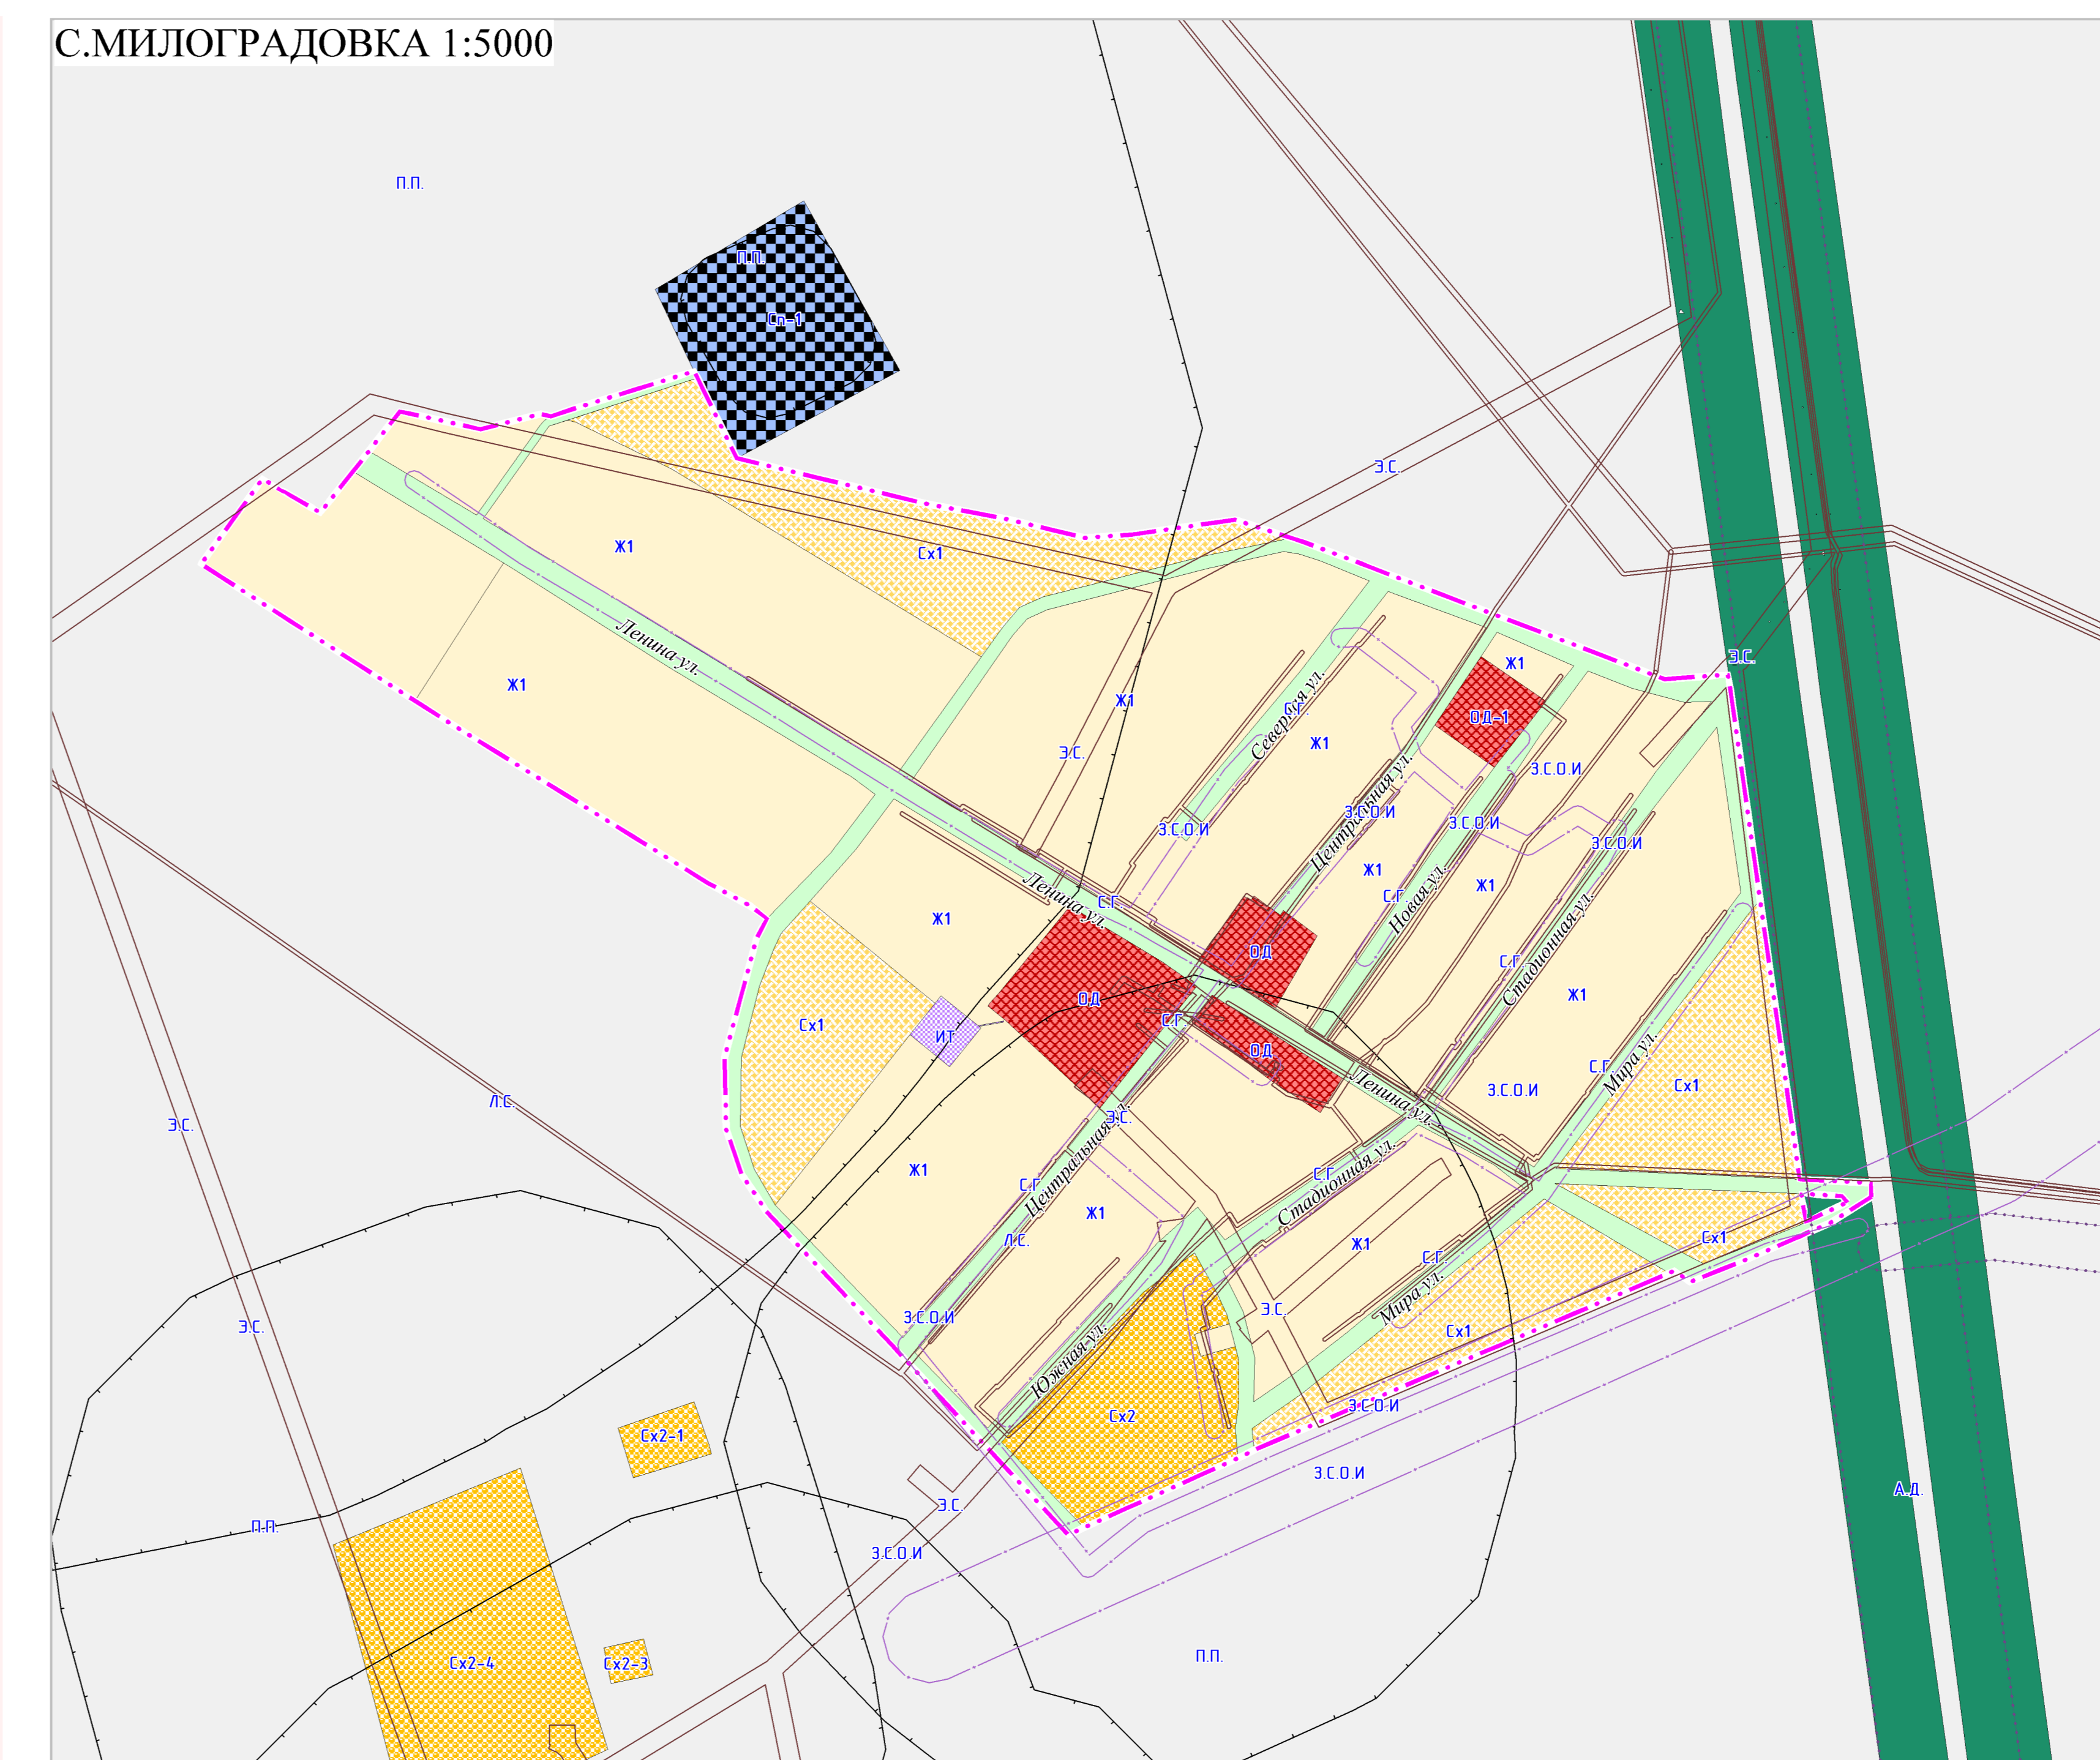 С.МИЛОГРАДОВКА 1:5000
П.П.
П.П.
Сп-1
Э.С.
Ж1
Сх1
Ленина ул.
Ж1
Э.С.
Ж1
Ж1
С.Г.
Северная ул.
ОД-1
Ж1
Э.С.
З.С.О.И
З.С.О.И
Центральная ул.
З.С.О.И
З.С.О.И
З.С.О.И
Ж1
Ж1
С.Г.
Новая ул.
Ленина ул.
С.Г.
Ж1
ОД
С.Г.
Стадионная ул.
Ж1
ОД
Сх1
С.Г.
ИТ
ОД
С.Г.
Мира ул.
Сх1
З.С.О.И
Ленина ул.
Л.С.
Э.С.
Э.С.
Ж1
С.Г.
Центральная ул.
Ж1
С.Г.
Стадионная ул.
Л.С.
Ж1
С.Г.
Сх1
Мира ул.
З.С.О.И
Э.С.
Э.С.
Сх1
Южная ул.
З.С.О.И
Сх2
Сх2-1
З.С.О.И
А.Д.
Э.С.
П.П.
З.С.О.И
П.П.
Сх2-4
Сх2-3